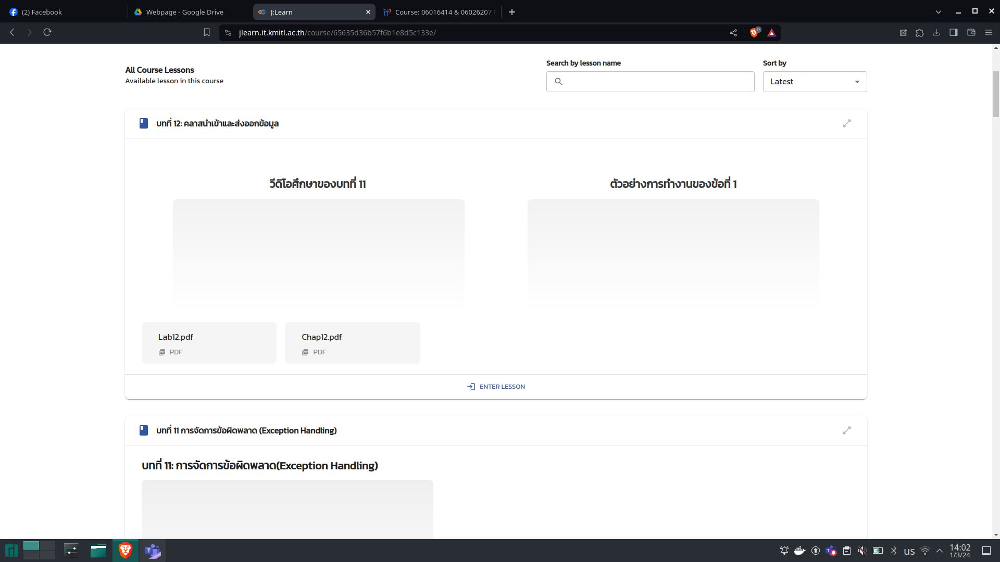 (2) Facebook
Webpage - Google Drive
J:Learn
Course: 06016414 & 06026207
jlearn.it.kmitl.ac.th/course/65635d36b57f6b1e8d5c133e/
17
All Course Lessons
Available lesson in this course
Search by lesson name
Sort by
Latest
บทที่ 12: คลาสนำเข้าและส่งออกข้อมูล
วีดิโอศึกษาของบทที่ 11
ตัวอย่างการทำงานของข้อที่ 1
Lab12.pdf
PDF
Chap12.pdf
PDF
ENTER LESSON
บทที่ 11 การจัดการข้อผิดพลาด (Exception Handling)
บทที่ 11: การจัดการข้อผิดพลาด(Exception Handling)
us
14:02
1/3/24